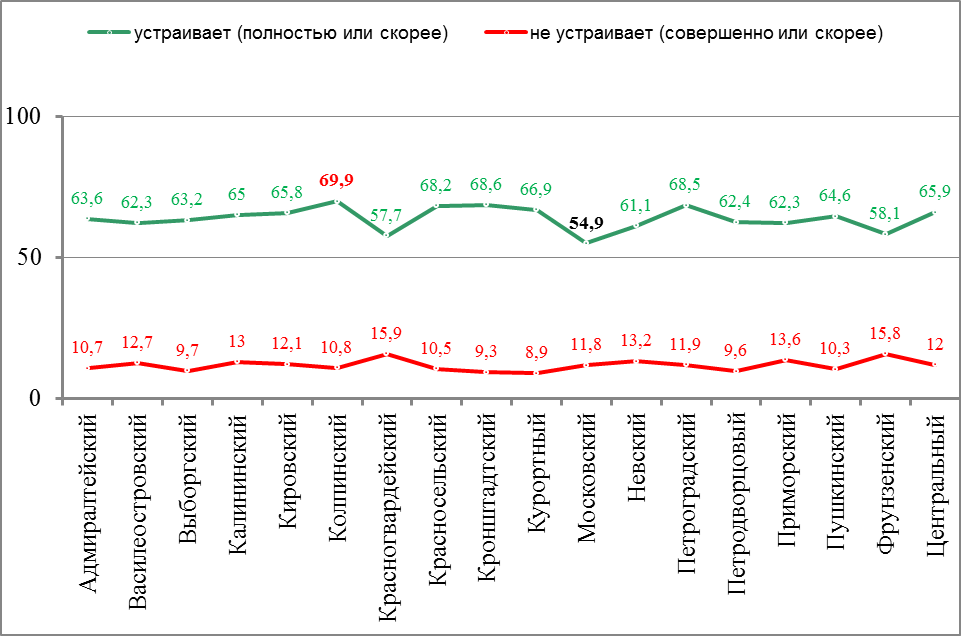 устраивает (полностью или скорее) не устраивает (совершенно или скорее)
100
63,6 62,3 63,2 65 65,8 69,9 57,7 68,2 68,6 66,9 54,9 61,1 68,5 62,4 62,3 64,6 58,1 65,9
50
10,7 12,7 9,7 13 12,1 10,8 15,9 10,5 9,3 8,9 11,8 13,2 11,9 9,6 13,6 10,3 15,8 12
0
Адмиралтейский
Василеостровский
Выборгский
Калининский
Кировский
Колпинский
Красногвардейский
Красносельский
Кронштадтский
Курортный
Московский
Невский
Петроградский
Петродворцовый
Приморский
Пушкинский
Фрунзенский
Центральный